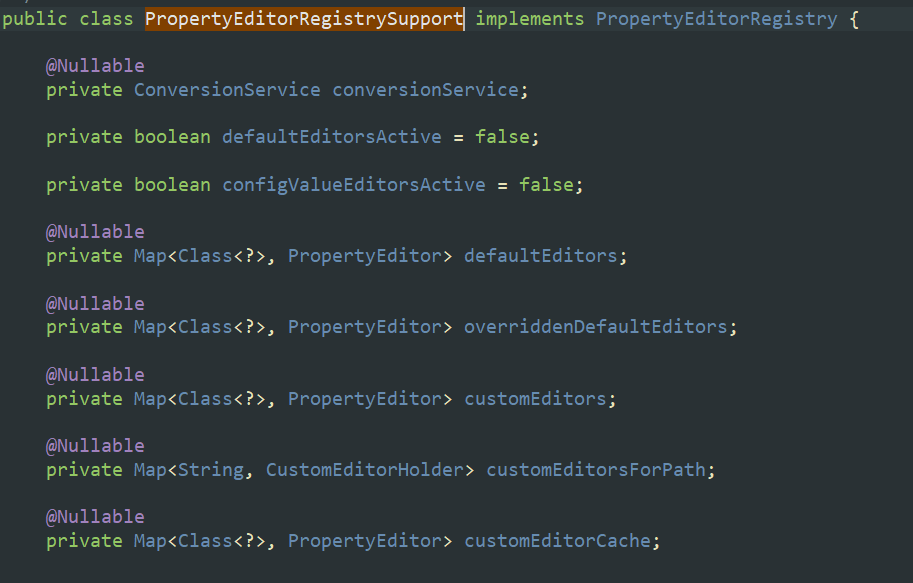 public class PropertyEditorRegistrySupport implements PropertyEditorRegistry {
@Nullable
private ConversionService conversionService;
private boolean defaultEditorsActive = false;
private boolean configValueEditorsActive = false;
@Nullable
private Map<Class<?>, PropertyEditor> defaultEditors;
@Nullable
private Map<Class<?>, PropertyEditor> overriddenDefaultEditors;
@Nullable
private Map<Class<?>, PropertyEditor> customEditors;
@Nullable
private Map<String, CustomEditorHolder> customEditorsForPath;
@Nullable
private Map<Class<?>, PropertyEditor> customEditorCache;